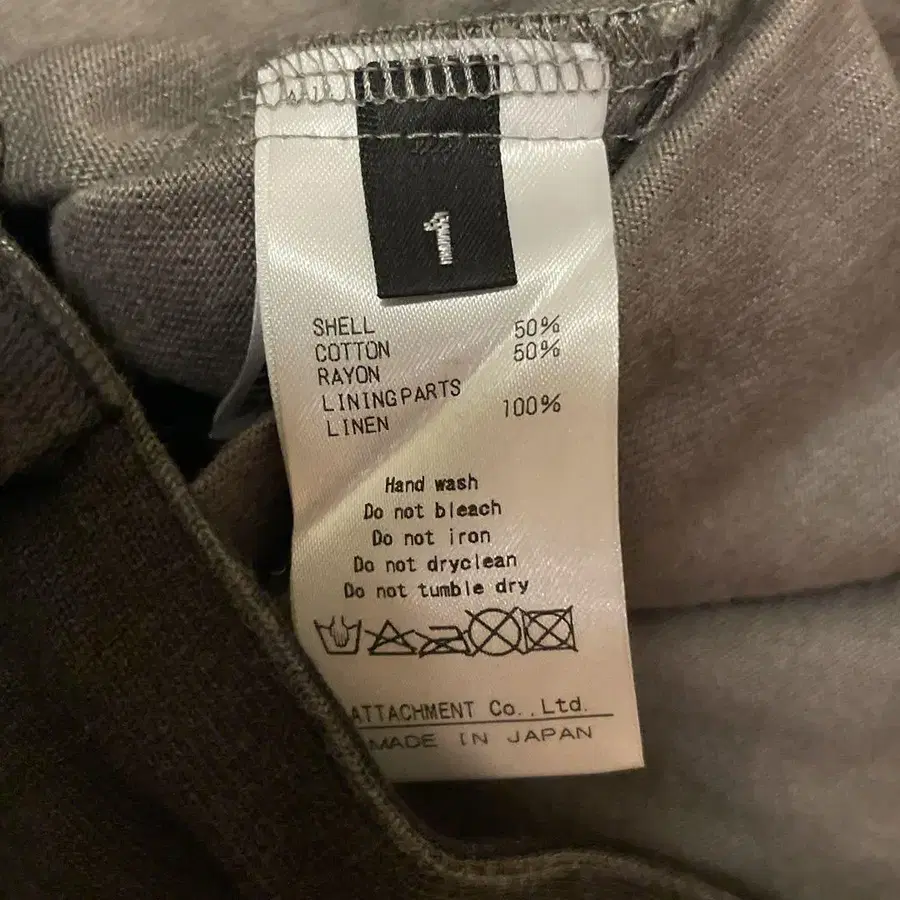 1
SHELL 50%
COTTON 50%
RAYON
LININGPARTS 100%
LINEN
Hand wash
Do not bleach
Do not iron
Do not dryclean
Do not tumble dry
ATTACHMENT Co.,Ltd.
MADE IN JAPAN